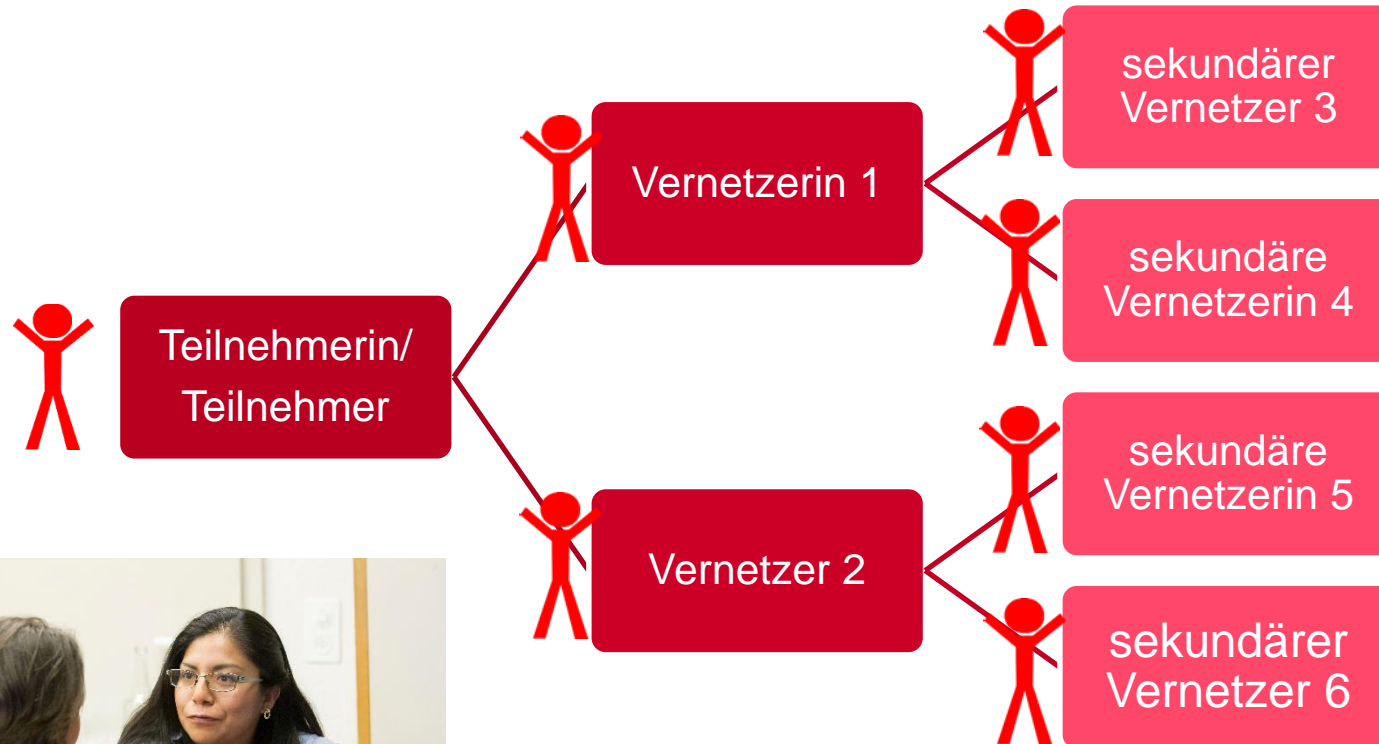 Teilnehmerin/
Teilnehmer
Vernetzerin 1
Vernetzer 2
sekundärer
Vernetzer 3
sekundäre
Vernetzerin 4
sekundäre
Vernetzerin 5
sekundärer
Vernetzer 6